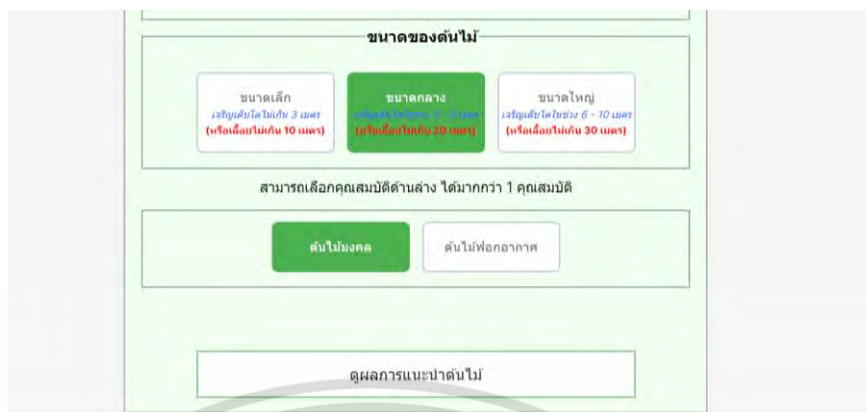 ขนาดของต้นไม้
ขนาดเล็ก
เจริญเติบโตไม่เกิน 3 เมตร
(หรือเลื้อยไม่เกิน 10 เมตร)
ขนาดกลาง
(หรือเลื้อยไม่เกิน 20 เมตร)
ขนาดใหญ่
เจริญเติบโตในช่วง 6 - 10 เมตร
(หรือเลื้อยไม่เกิน 30 เมตร)
สามารถเลือกคุณสมบัติด้านล่าง ได้มากกว่า 1 คุณสมบัติ
ต้นไม้มงคล
ต้นไม้ฟอกอากาศ
ดูผลการแนะนำต้นไม้